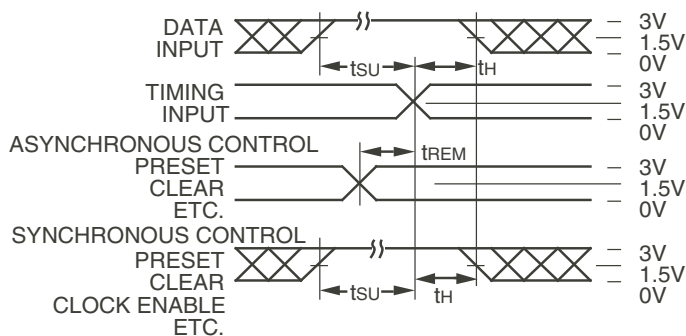 DATA
INPUT
tSU
tH
3V
1.5V
0V
TIMING
INPUT
3V
1.5V
0V
ASYNCHRONOUS CONTROL
PRESET
CLEAR
ETC.
tREM
3V
1.5V
0V
SYNCHRONOUS CONTROL
PRESET
CLEAR
CLOCK ENABLE
ETC.
tSU
tH
3V
1.5V
0V